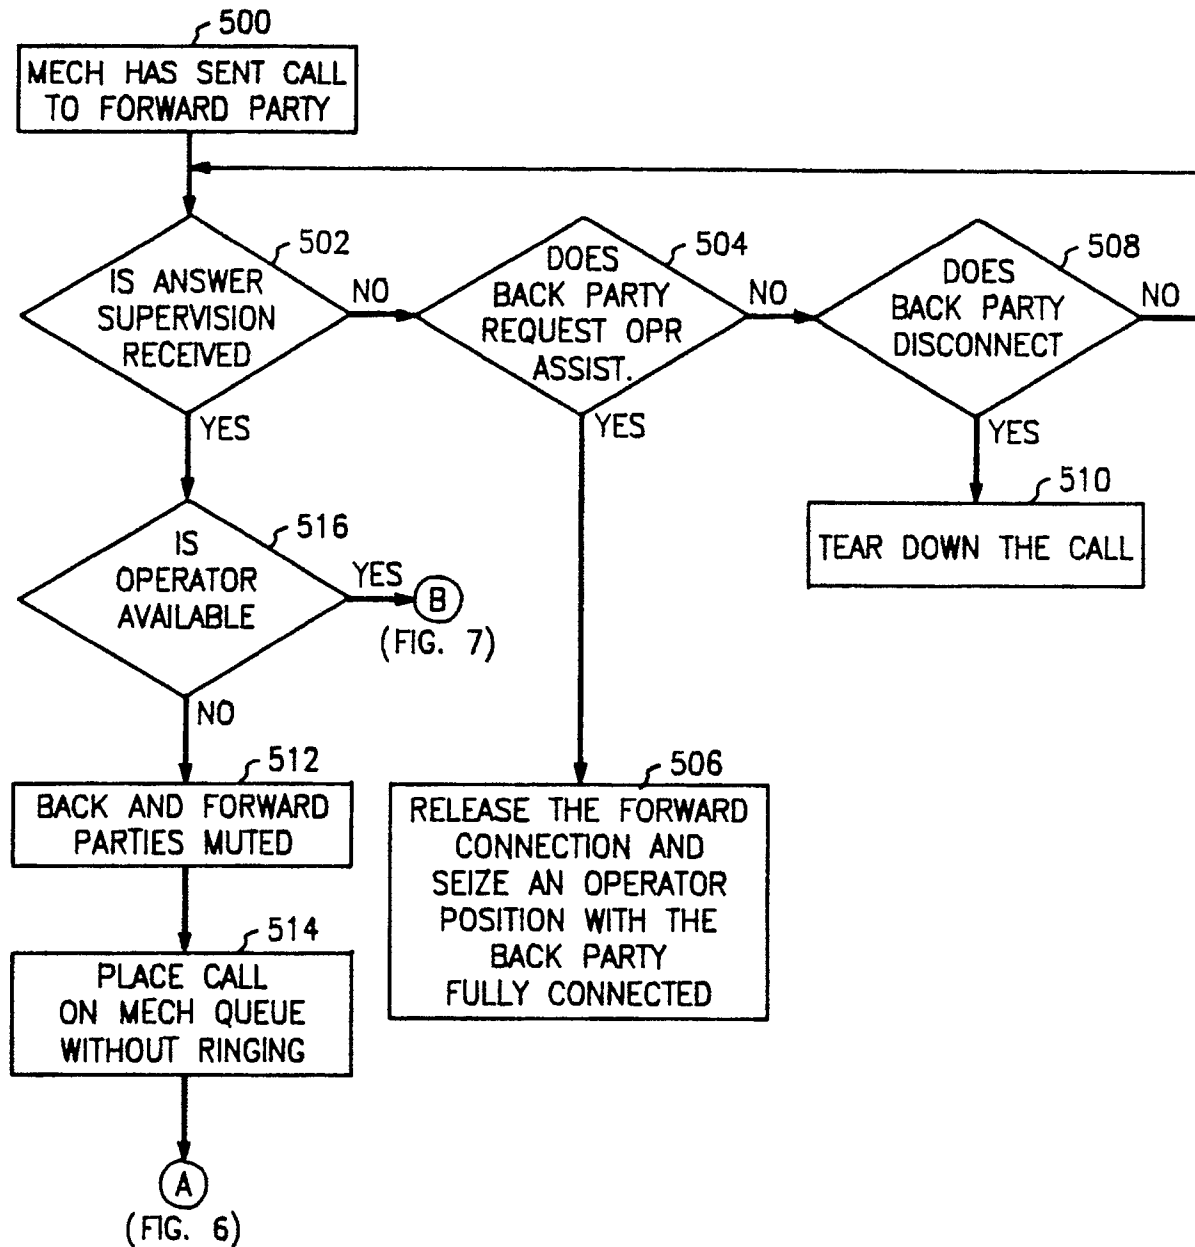 500
MECH HAS SENT CALL
TO FORWARD PARTY
502
IS ANSWER
SUPERVISION
RECEIVED
NO
YES
504
DOES
BACK PARTY
REQUEST OPR
ASSIST.
NO
YES
508
DOES
BACK PARTY
DISCONNECT
NO
YES
510
TEAR DOWN THE CALL
516
IS
OPERATOR
AVAILABLE
YES
B
(FIG. 7)
NO
512
BACK AND FORWARD
PARTIES MUTED
506
RELEASE THE FORWARD
CONNECTION AND
SEIZE AN OPERATOR
POSITION WITH THE
BACK PARTY
FULLY CONNECTED
514
PLACE CALL
ON MECH QUEUE
WITHOUT RINGING
A
(FIG. 6)